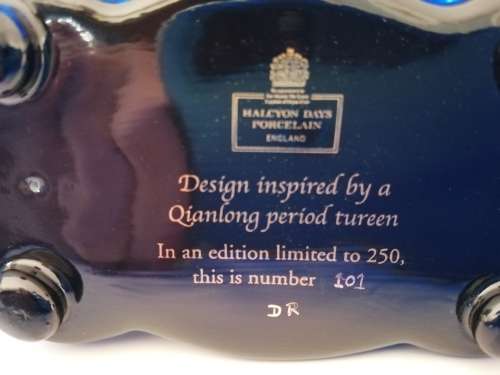 HALCYON DAYS
PORCELAIN
ENGLAND
Design inspired by a
Qianlong period tureen
In an edition limited to 250,
this is number 101
DR